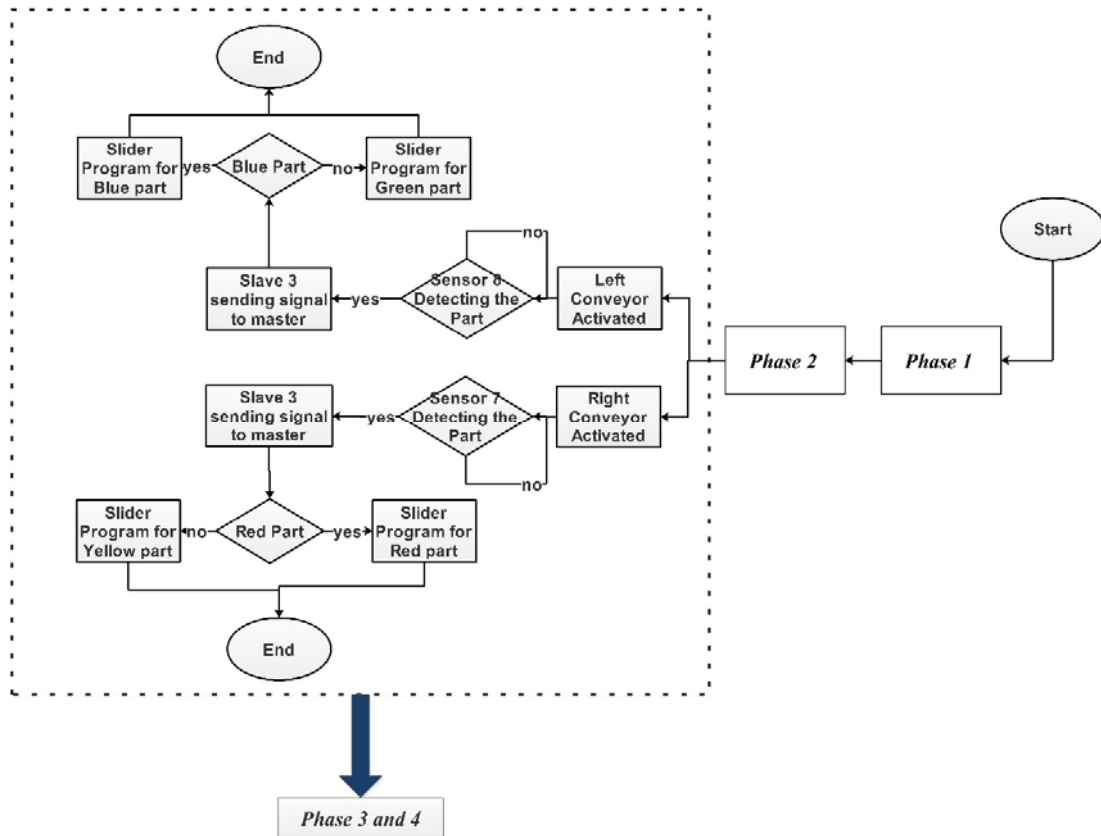 End
Slider
Program for
Blue part
yes
Blue Part
no
Slider
Program for
Green part
Start
no
Slave 3
sending signal
to master
yes
Sensor 8
Detecting the
Part
Left
Conveyor
Activated
Phase 2
Phase 1
Slave 3
sending signal
to master
yes
Sensor 7
Detecting the
Part
Right
Conveyor
Activated
no
Slider
Program for
Yellow part
no
Red Part
yes
Slider
Program for
Red part
End
Phase 3 and 4